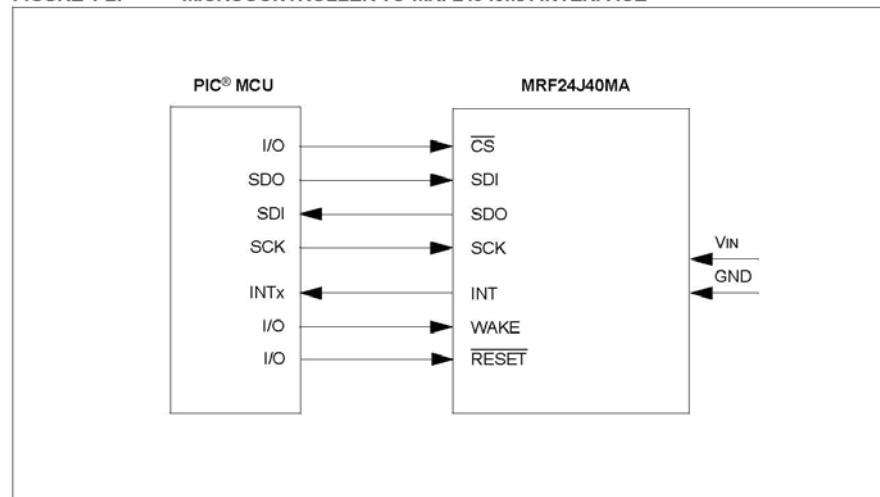 PIC® MCU MRF24J40MA
I/O CS
SDO SDI
SDI SDO
SCK SCK
VIN
GND
INTx INT
I/O WAKE
I/O RESET